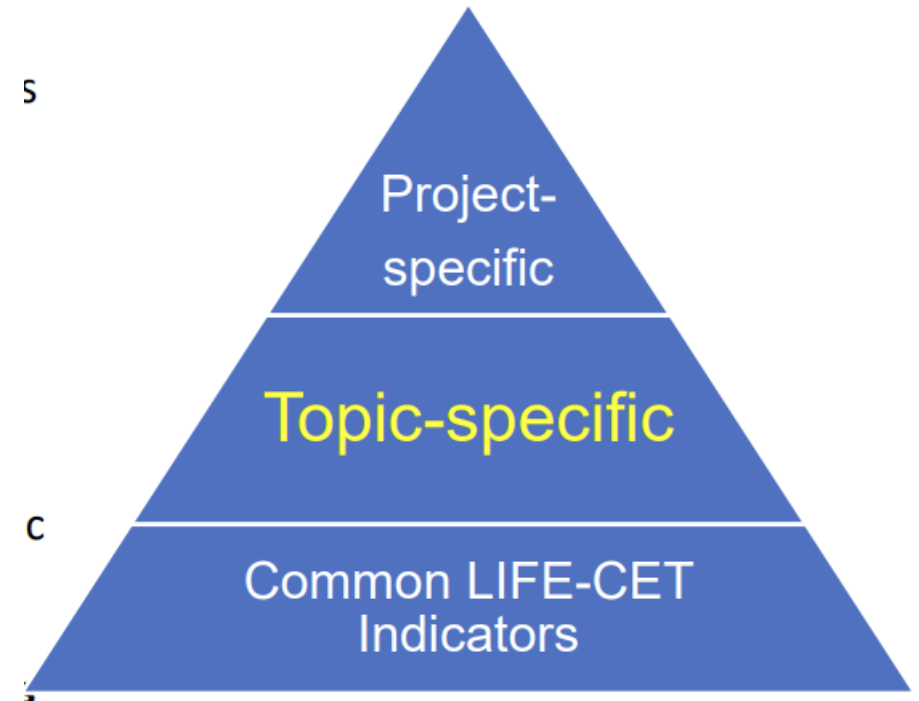 s
Project-
specific
Topic-specific
c
Common LIFE-CET
Indicators